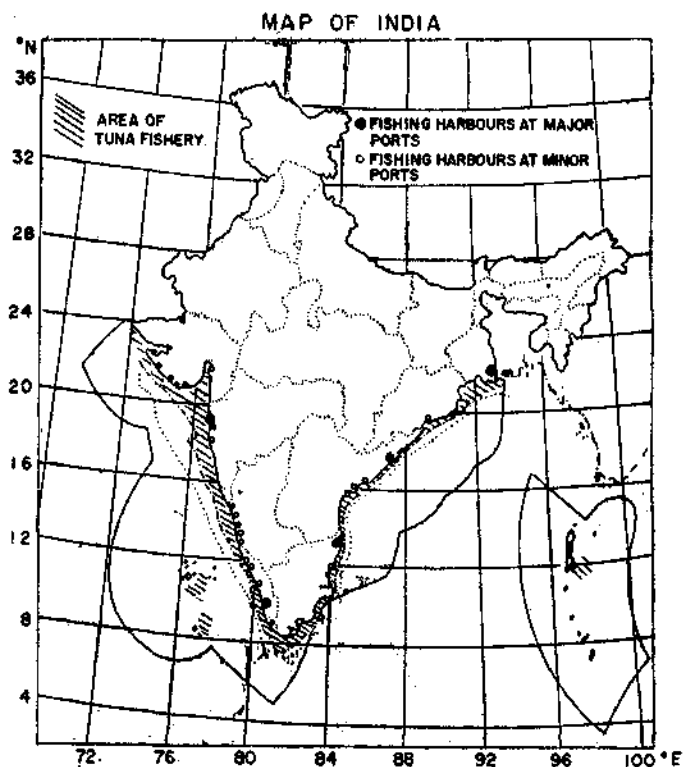 MAP OF INDIA
°N
36
AREA OF
TUNA FISHERY.
FISHING HARBOURS AT MAJOR
PORTS
FISHING HARBOURS AT MINOR
PORTS
32
28
24
20
16
12
8
4
72.
76
80
84
88
92
96
100 °E